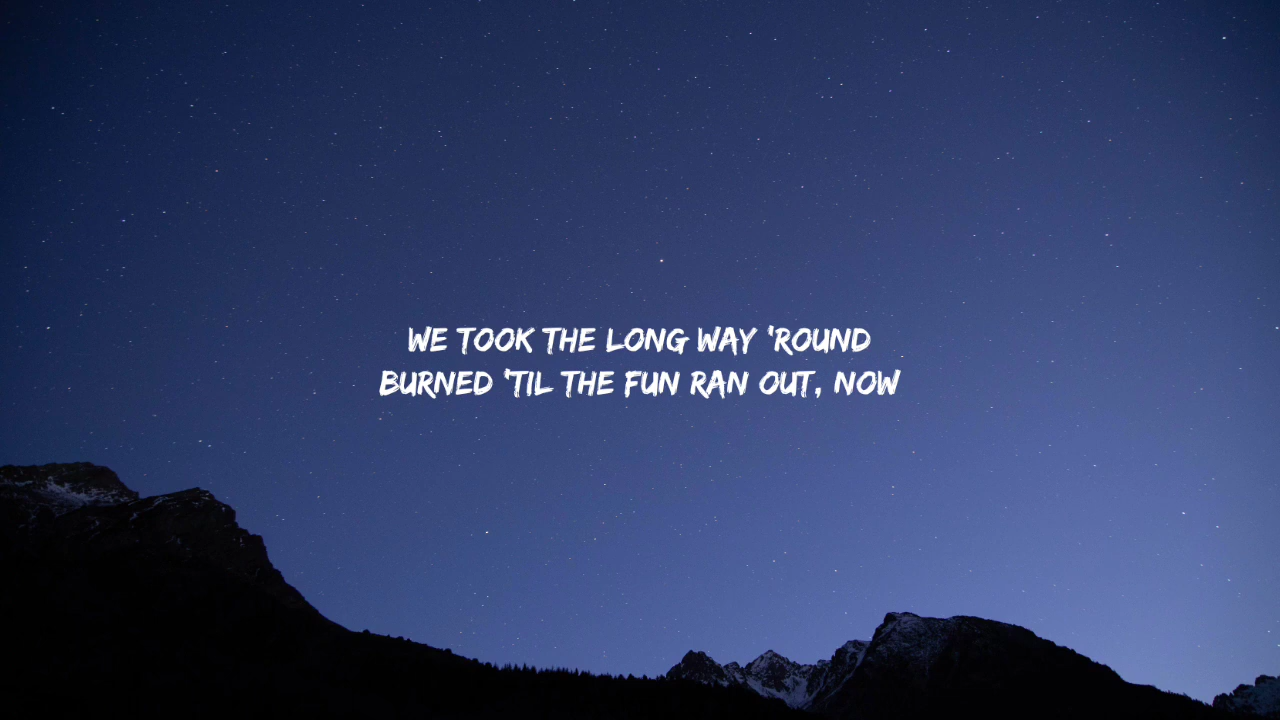 WE TOOK THE LONG WAY 'ROUND
BURNED 'TIL THE FUN RAN OUT, NOW